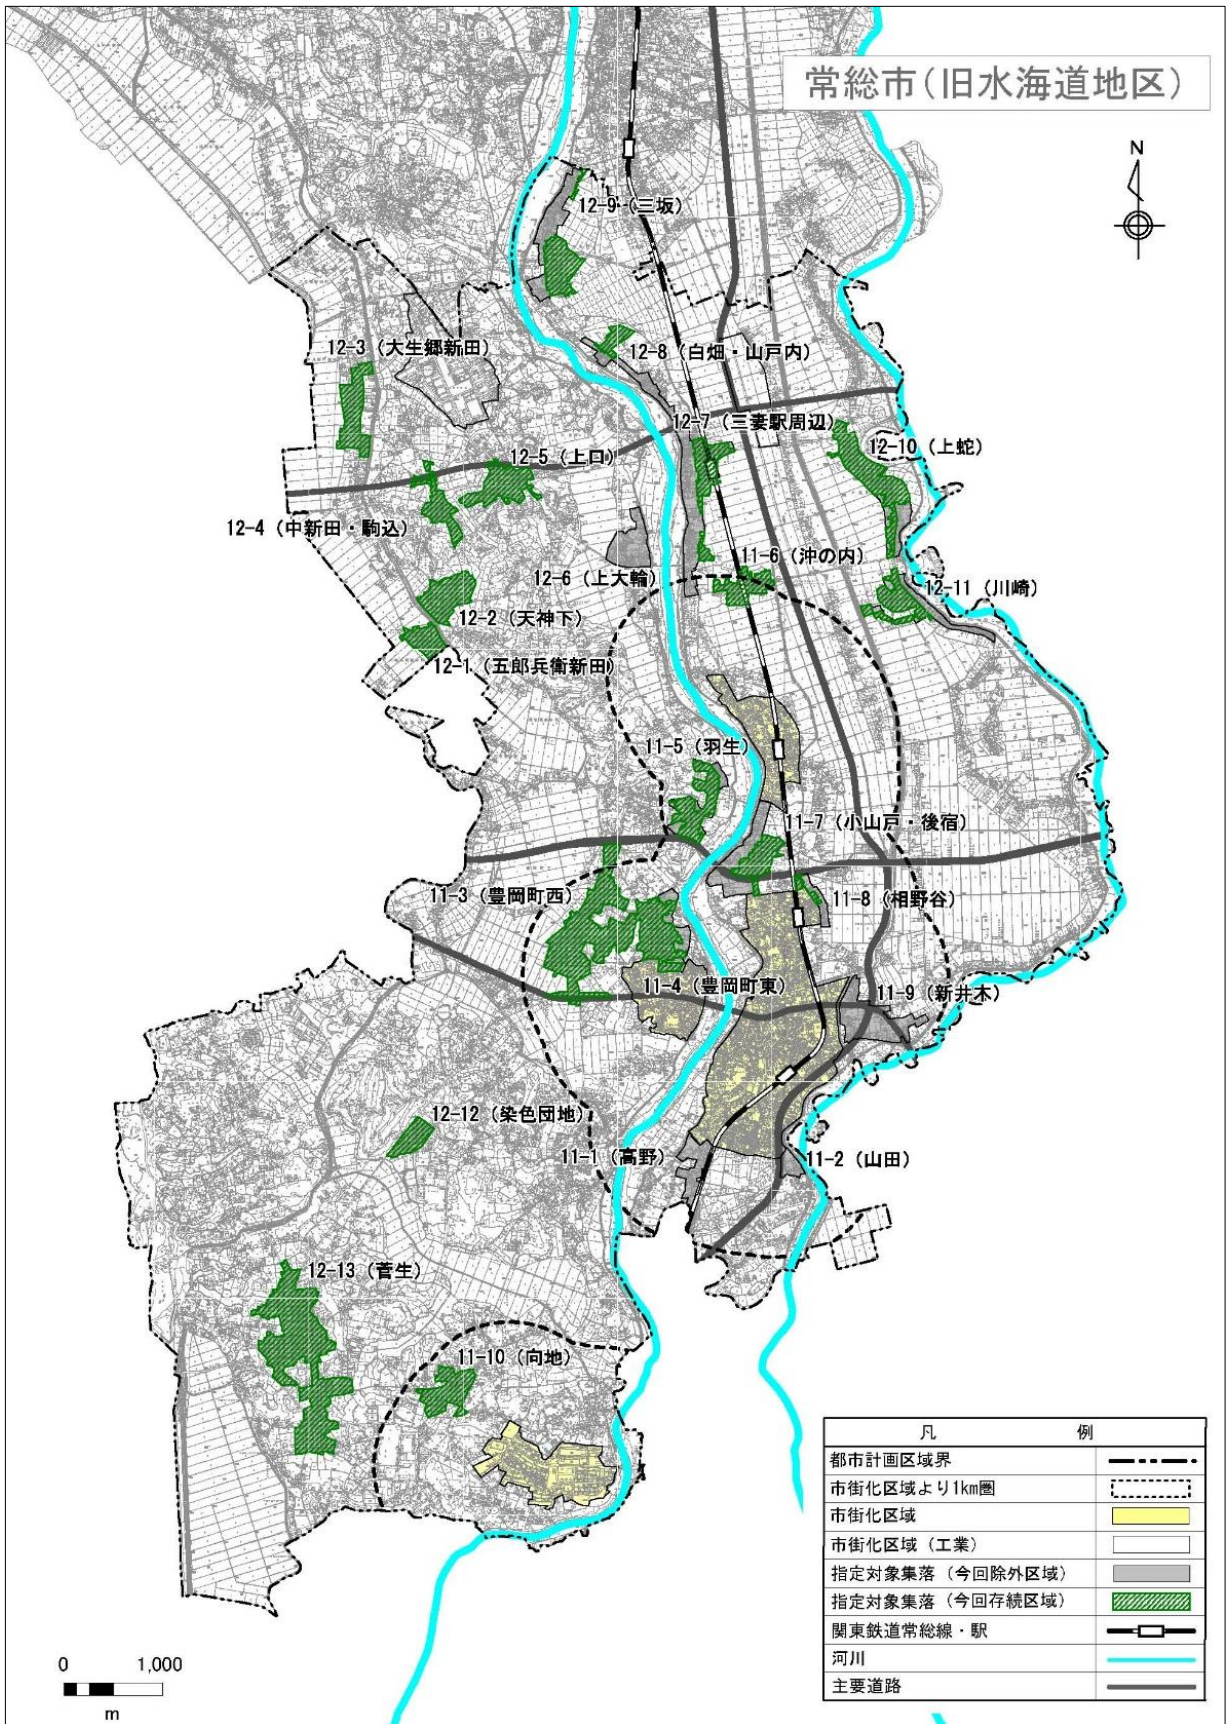 常総市(旧水海道地区)
N
12-9（三坂）
12-3（大生郷新田）
12-8（白畑・山戸内）
12-7（三妻駅周辺）
12-10（上蛇）
12-5（上口）
12-4（中新田・駒込）
11-6（沖の内）
12-6（上大輪）
12-11（川崎）
12-2（天神下）
12-1（五郎兵衛新田）
11-5（羽生）
11-7（小山戸・後宿）
11-3（豊岡町西）
11-8（相野谷）
11-4（豊岡町東）
11-9（新井木）
12-12（染色団地）
11-1（高野）
11-2（山田）
12-13（菅生）
11-10（向地）
凡 例
都市計画区域界
市街化区域より1km圏
市街化区域
市街化区域（工業）
指定対象集落（今回除外区域）
指定対象集落（今回存続区域）
関東鉄道常総線・駅
河川
主要道路
0 1,000
m